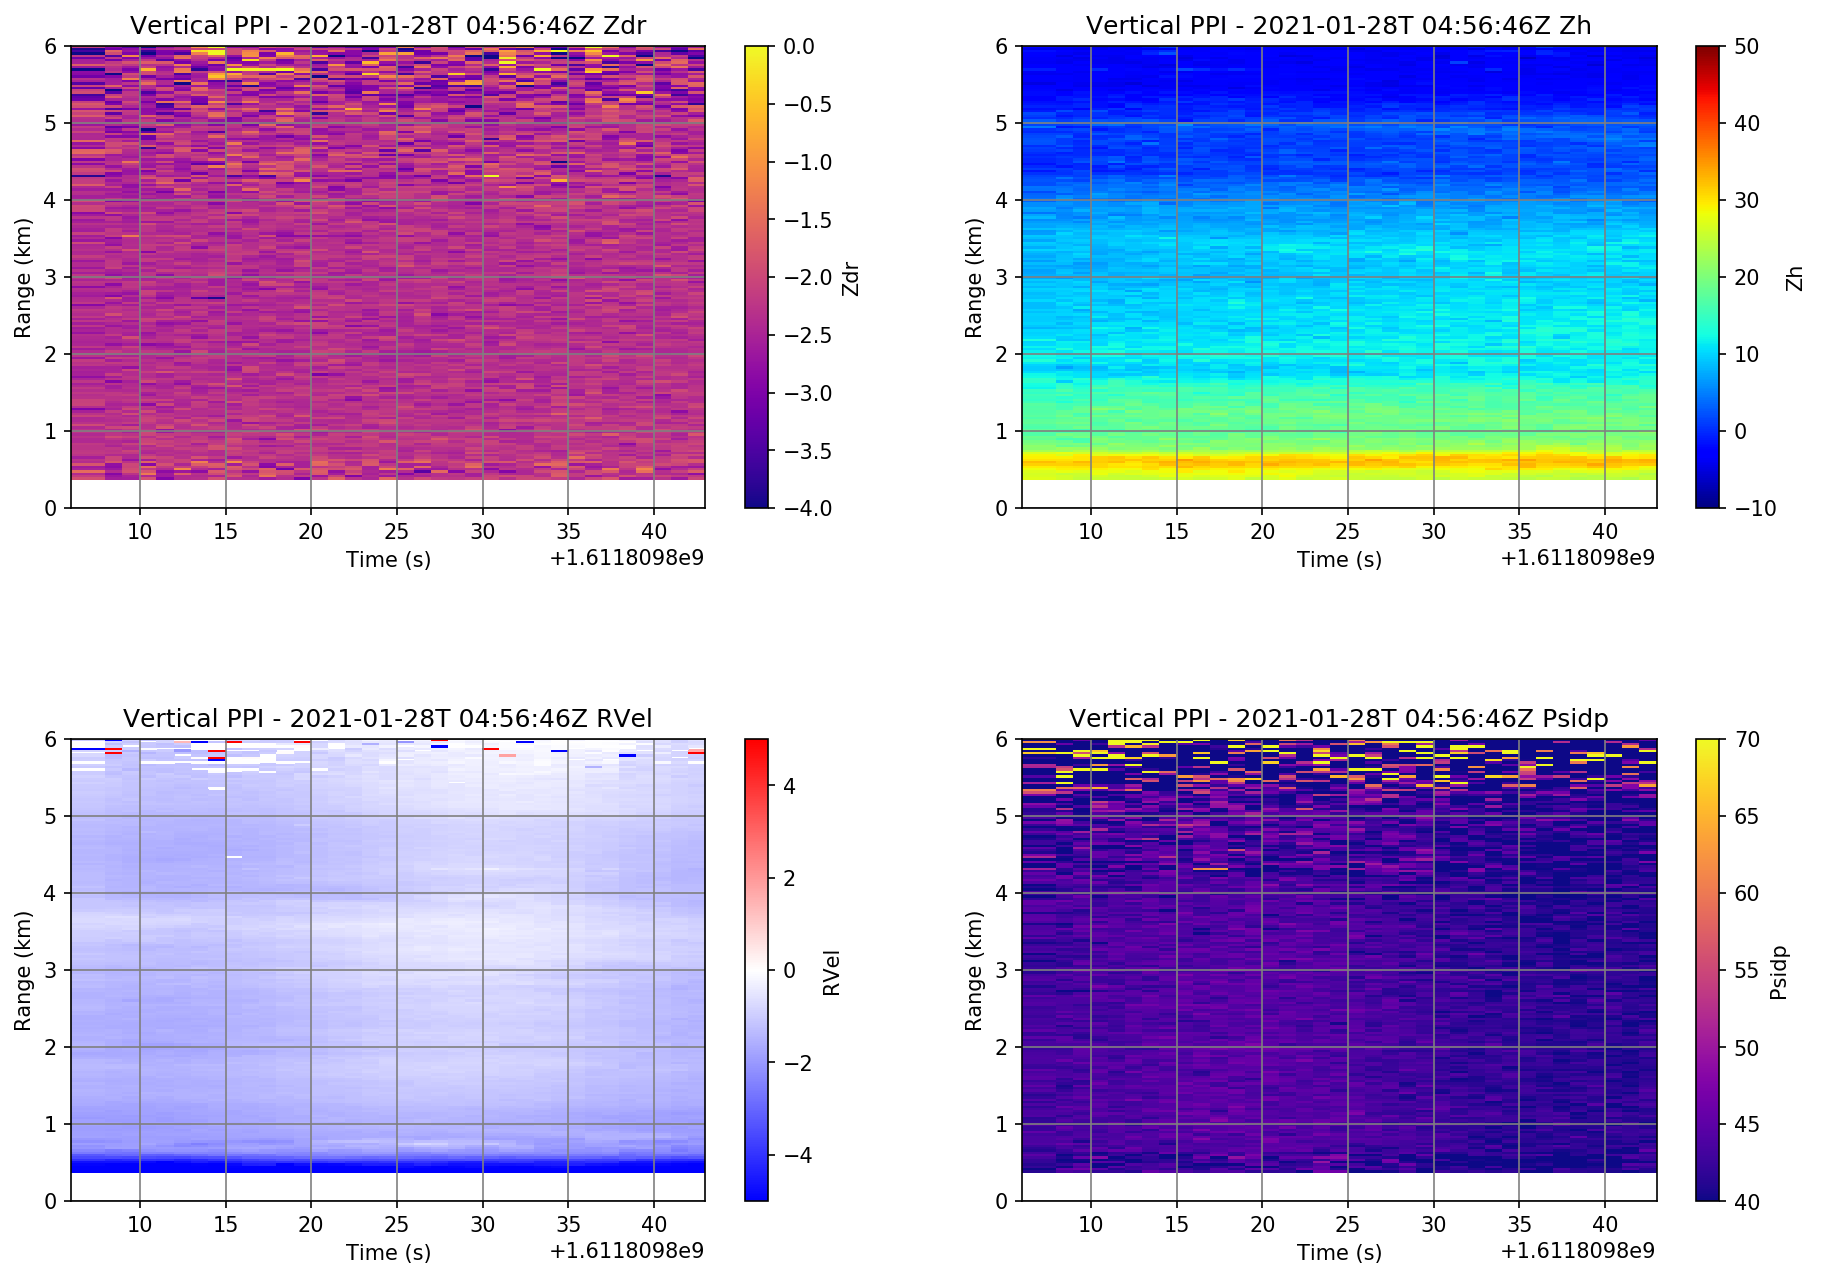 Vertical PPI - 2021-01-28T 04:56:46Z Zdr
6
5
4
3
2
1
0
Range (km)
10 15 20 25 30 35 40
Time (s)
+1.6118098e9
0.0
−0.5
−1.0
−1.5
−2.0
−2.5
−3.0
−3.5
−4.0
Zdr
Vertical PPI - 2021-01-28T 04:56:46Z Zh
6
5
4
3
2
1
0
Range (km)
10 15 20 25 30 35 40
Time (s)
+1.6118098e9
50
40
30
20
10
0
−10
Zh
Vertical PPI - 2021-01-28T 04:56:46Z RVel
6
5
4
3
2
1
0
Range (km)
10 15 20 25 30 35 40
Time (s)
+1.6118098e9
4
2
0
−2
−4
RVel
Vertical PPI - 2021-01-28T 04:56:46Z Psidp
6
5
4
3
2
1
0
Range (km)
10 15 20 25 30 35 40
Time (s)
+1.6118098e9
70
65
60
55
50
45
40
Psidp